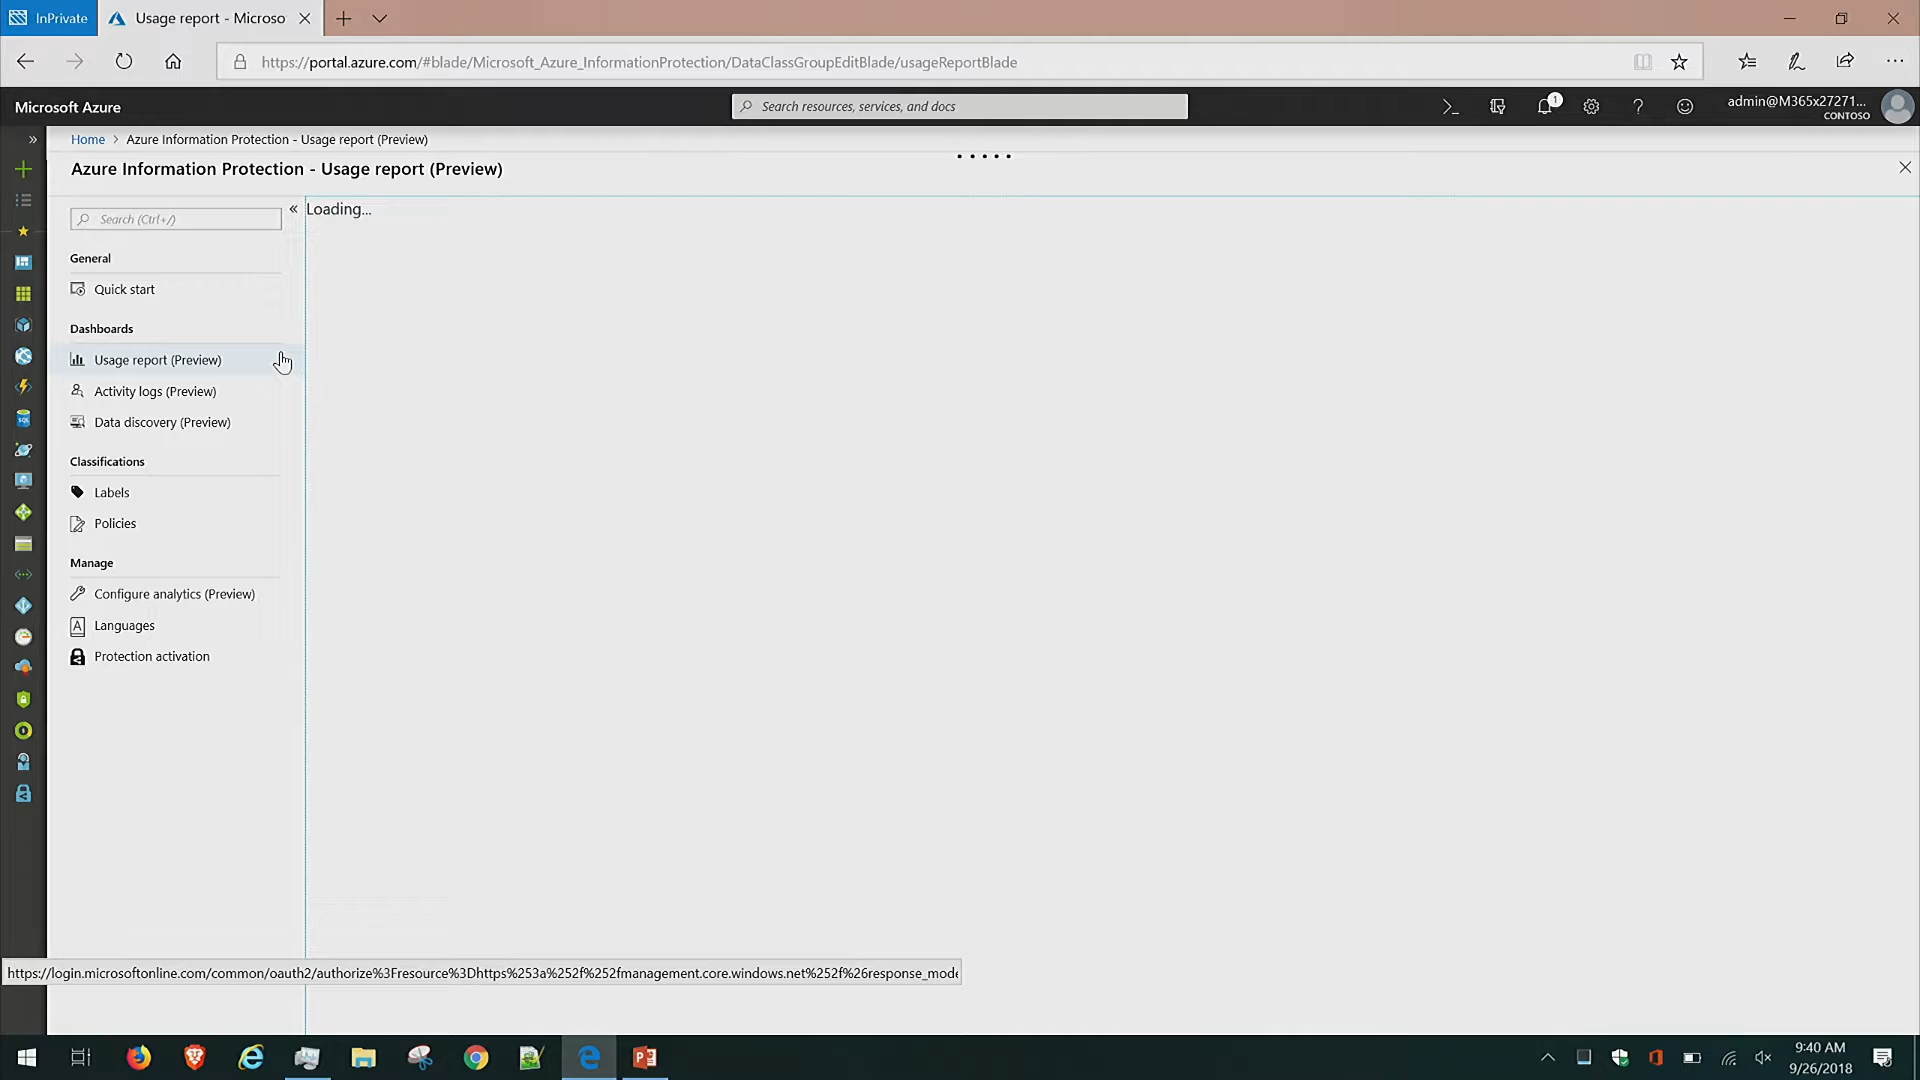 InPrivate
Usage report - Microso
https://portal.azure.com/#blade/Microsoft_Azure_InformationProtection/DataClassGroupEditBlade/usageReportBlade
Microsoft Azure
Search resources, services, and docs
1
admin@M365x27271...
CONTOSO
Home > Azure Information Protection - Usage report (Preview)
Azure Information Protection - Usage report (Preview)
Search (Ctrl+/)
Loading...
General
Quick start
Dashboards
Usage report (Preview)
Activity logs (Preview)
Data discovery (Preview)
Classifications
Labels
Policies
Manage
Configure analytics (Preview)
Languages
Protection activation
https://login.microsoftonline.com/common/oauth2/authorize%3Fresource%3Dhttps%253a%252f%252fmanagement.core.windows.net%252f%26response_mode
9:40 AM
9/26/2018